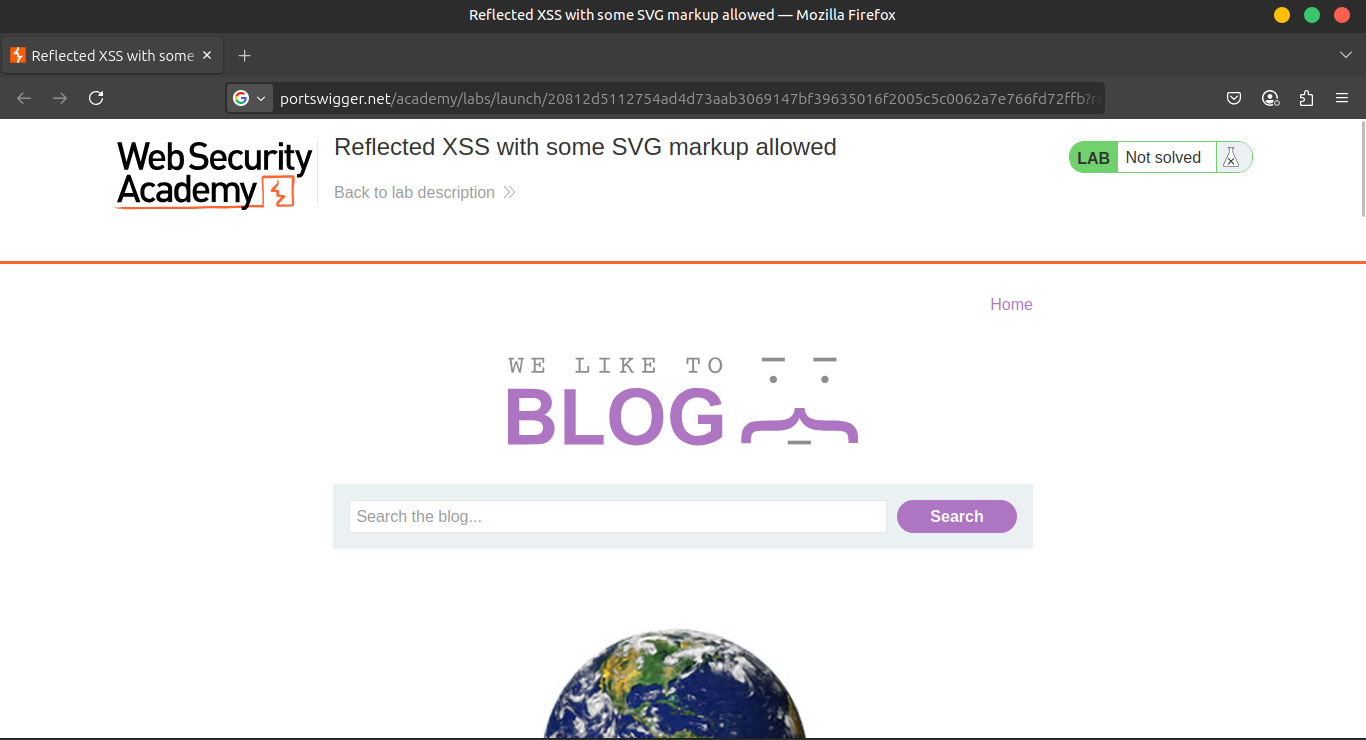 Reflected XSS with some SVG markup allowed — Mozilla Firefox
Reflected XSS with some
portswigger.net/academy/labs/launch/20812d5112754ad4d73aab3069147bf39635016f2005c5c0062a7e766fd72ffb?re
Web Security
Academy
Reflected XSS with some SVG markup allowed
Back to lab description
LAB
Not solved
Home
WE LIKE TO
BLOG
Search the blog...
Search